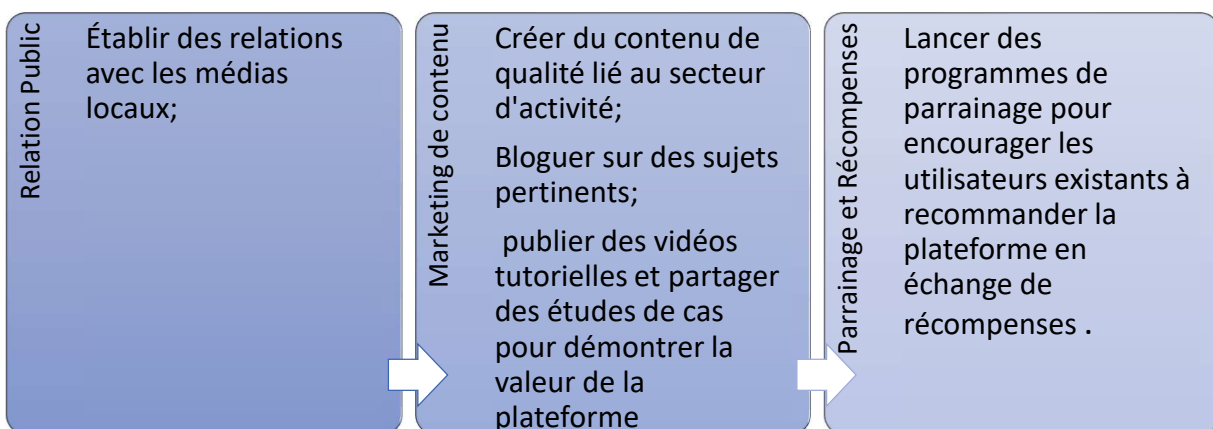 Relation Public
Établir des relations
avec les médias
locaux;
Marketing de contenu
Créer du contenu de
qualité lié au secteur
d'activité;
Bloguer sur des sujets
pertinents;
publier des vidéos
tutorielles et partager
des études de cas
pour démontrer la
valeur de la
plateforme
Parrainage et Récompenses
Lancer des
programmes de
parrainage pour
encourager les
utilisateurs existants à
recommander la
plateforme en
échange de
récompenses .